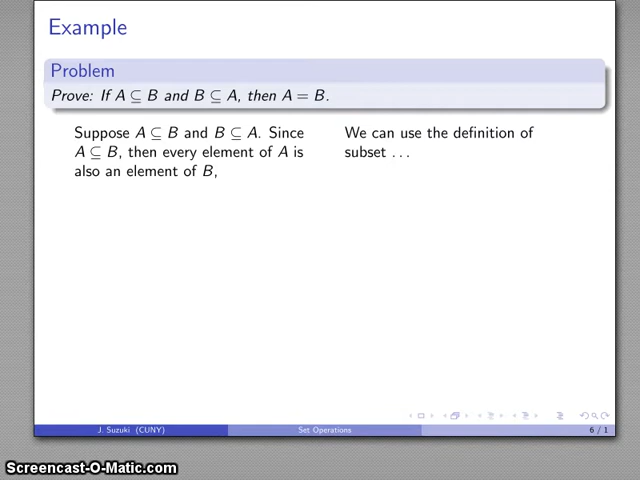 Example
Problem
Prove: If A ⊆ B and B ⊆ A, then A = B.
Suppose A ⊆ B and B ⊆ A. Since
A ⊆ B, then every element of A is
also an element of B,
We can use the definition of
subset . . .
J. Suzuki (CUNY)
Set Operations
6 / 1
Screencast-O-Matic.com